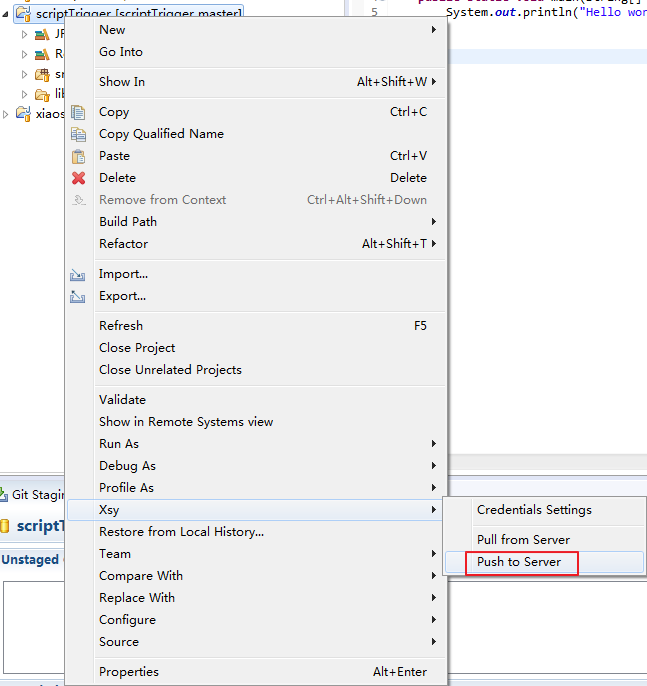 scriptTrigger [scriptTrigger master]
5 System.out.println("Hello wor
New
Go Into
Show In Alt+Shift+W
xiaos
Copy Ctrl+C
Copy Qualified Name
Paste Ctrl+V
Delete Delete
Remove from Context Ctrl+Alt+Shift+Down
Build Path
Refactor Alt+Shift+T
Import...
Export...
Refresh F5
Close Project
Close Unrelated Projects
Validate
Show in Remote Systems view
Run As
Debug As
Profile As
Git Stagin
Xsy
Credentials Settings
Pull from Server
Push to Server
scriptT
Restore from Local History...
Team
Unstaged
Compare With
Replace With
Configure
Source
Properties Alt+Enter